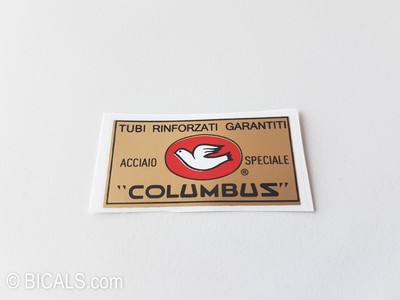 TUBI RINFORZATI GARANTITI
ACCIAIO SPECIALE
®
"COLUMBUS"
© BICALS.COM